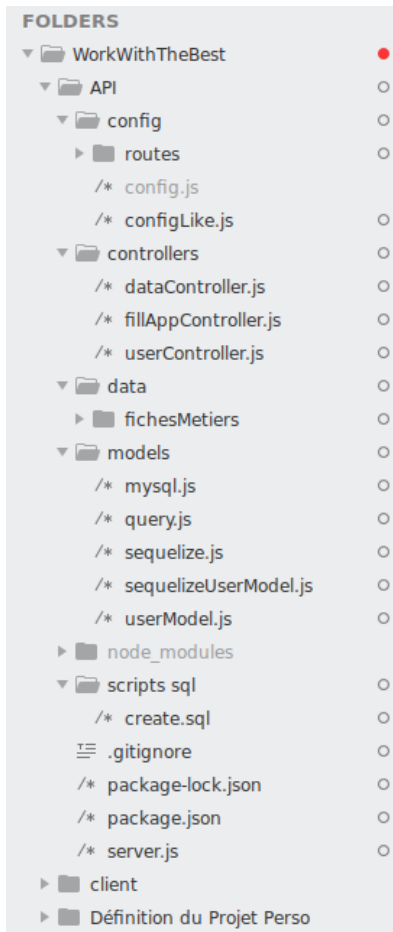 FOLDERS
WorkWithTheBest
API
config
routes
/* config.js
/* configLike.js
controllers
/* dataController.js
/* fillAppController.js
/* userController.js
data
fichesMetiers
models
/* mysql.js
/* query.js
/* sequelize.js
/* sequelizeUserModel.js
/* userModel.js
node_modules
scripts sql
/* create.sql
.gitignore
/* package-lock.json
/* package.json
/* server.js
client
Définition du Projet Perso